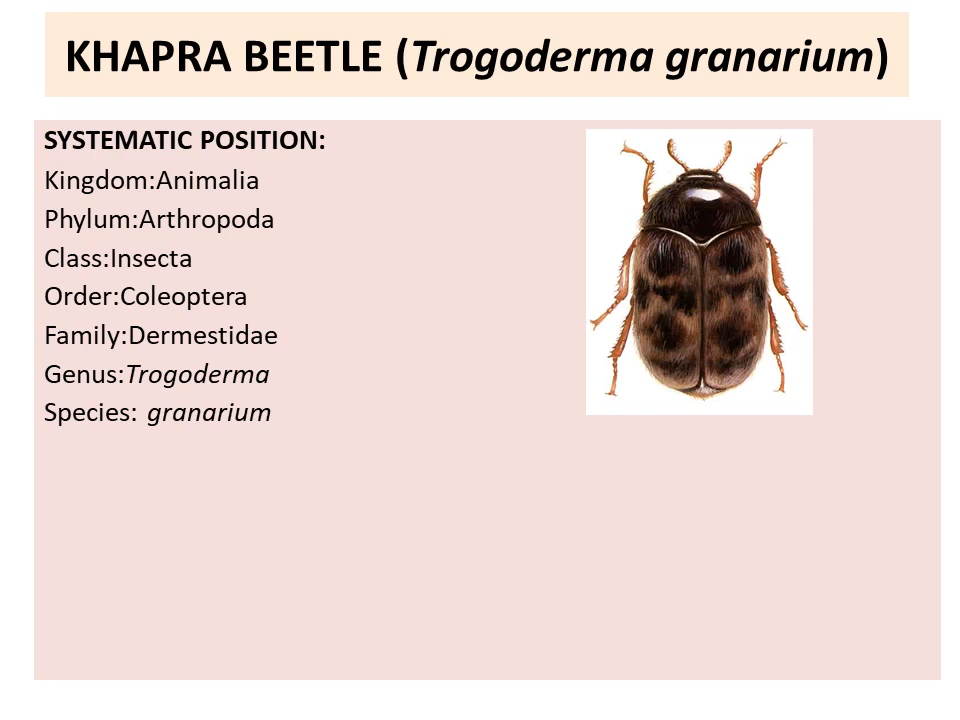 KHAPRA BEETLE (Trogoderma granarium)
SYSTEMATIC POSITION:
Kingdom:Animalia
Phylum:Arthropoda
Class:Insecta
Order:Coleoptera
Family:Dermestidae
Genus:Trogoderma
Species: granarium